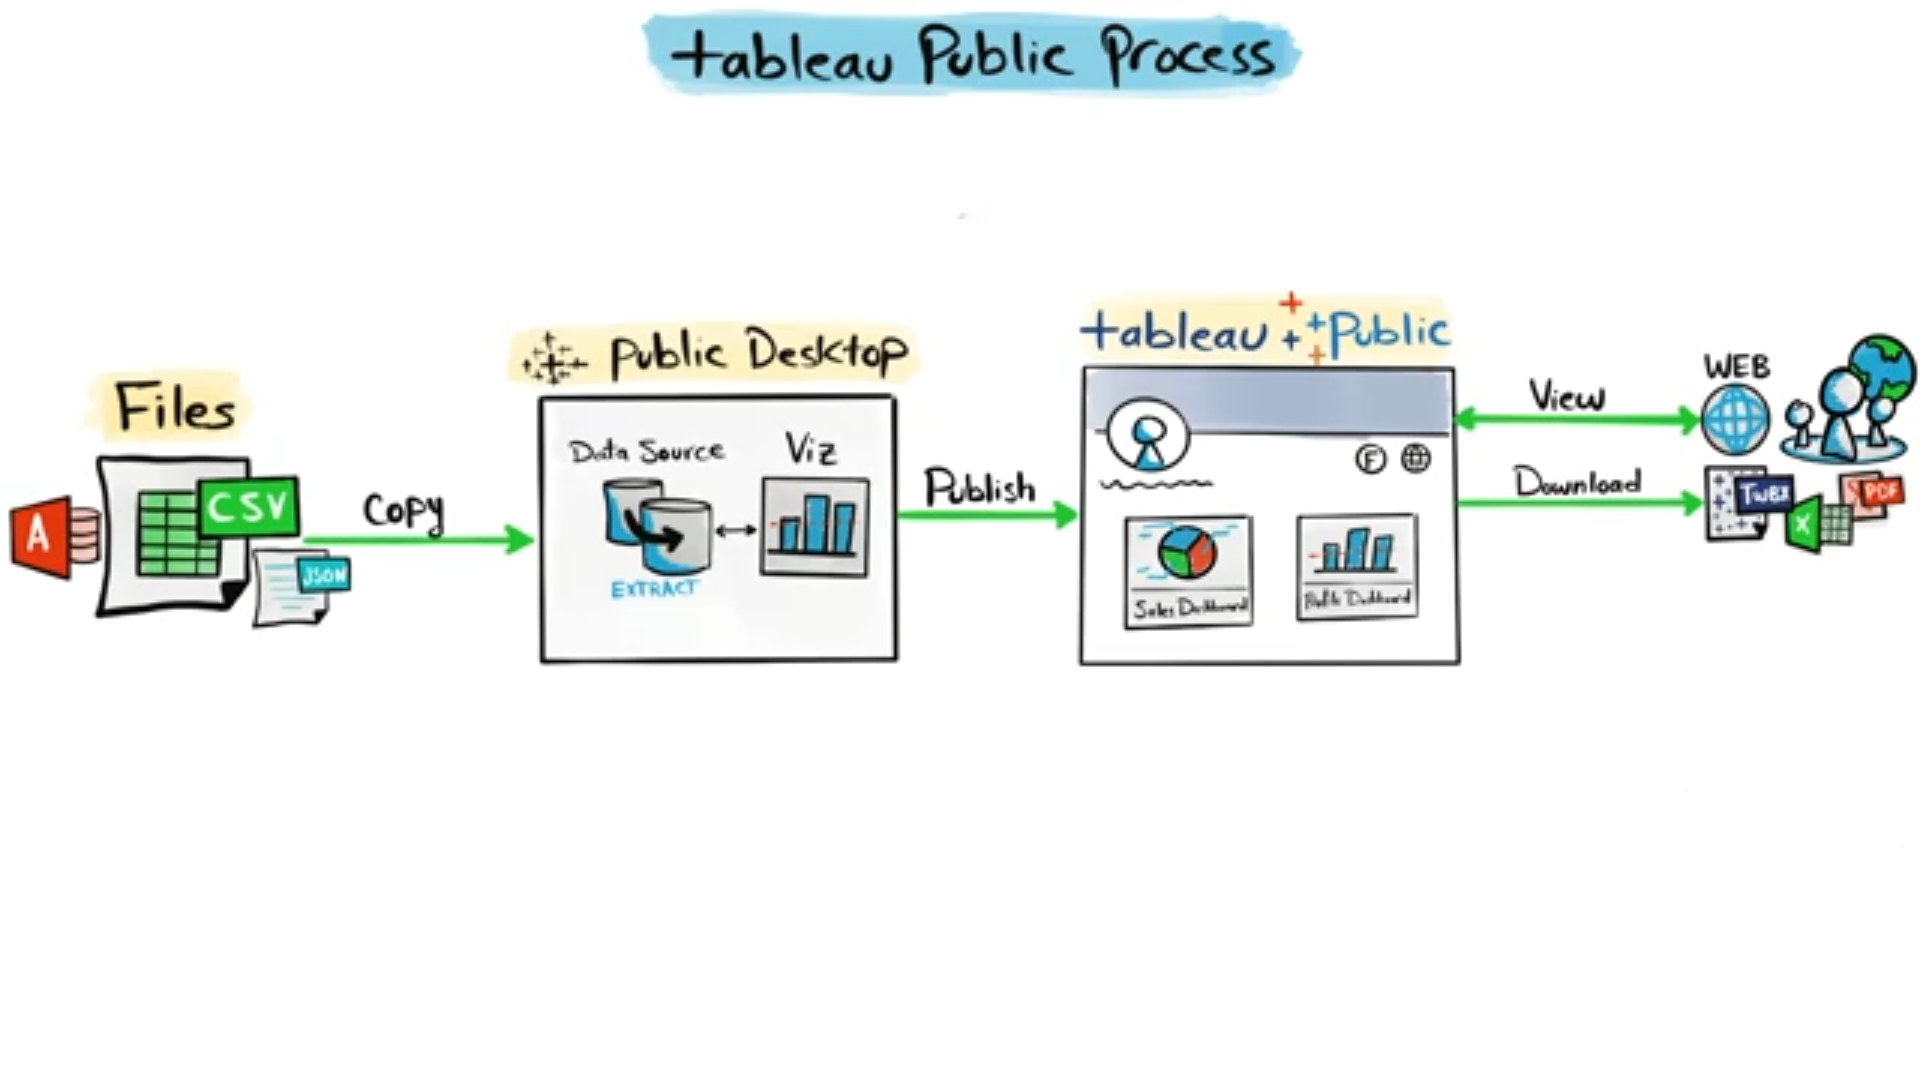 tableau Public Process
Files
A
CSV
JSON
Copy
Public Desktop
Data Source
Viz
EXTRACT
Publish
tableau Public
F
Sales Dashboard
Profit Dashboard
View
Download
WEB
TWBX
X
PDF